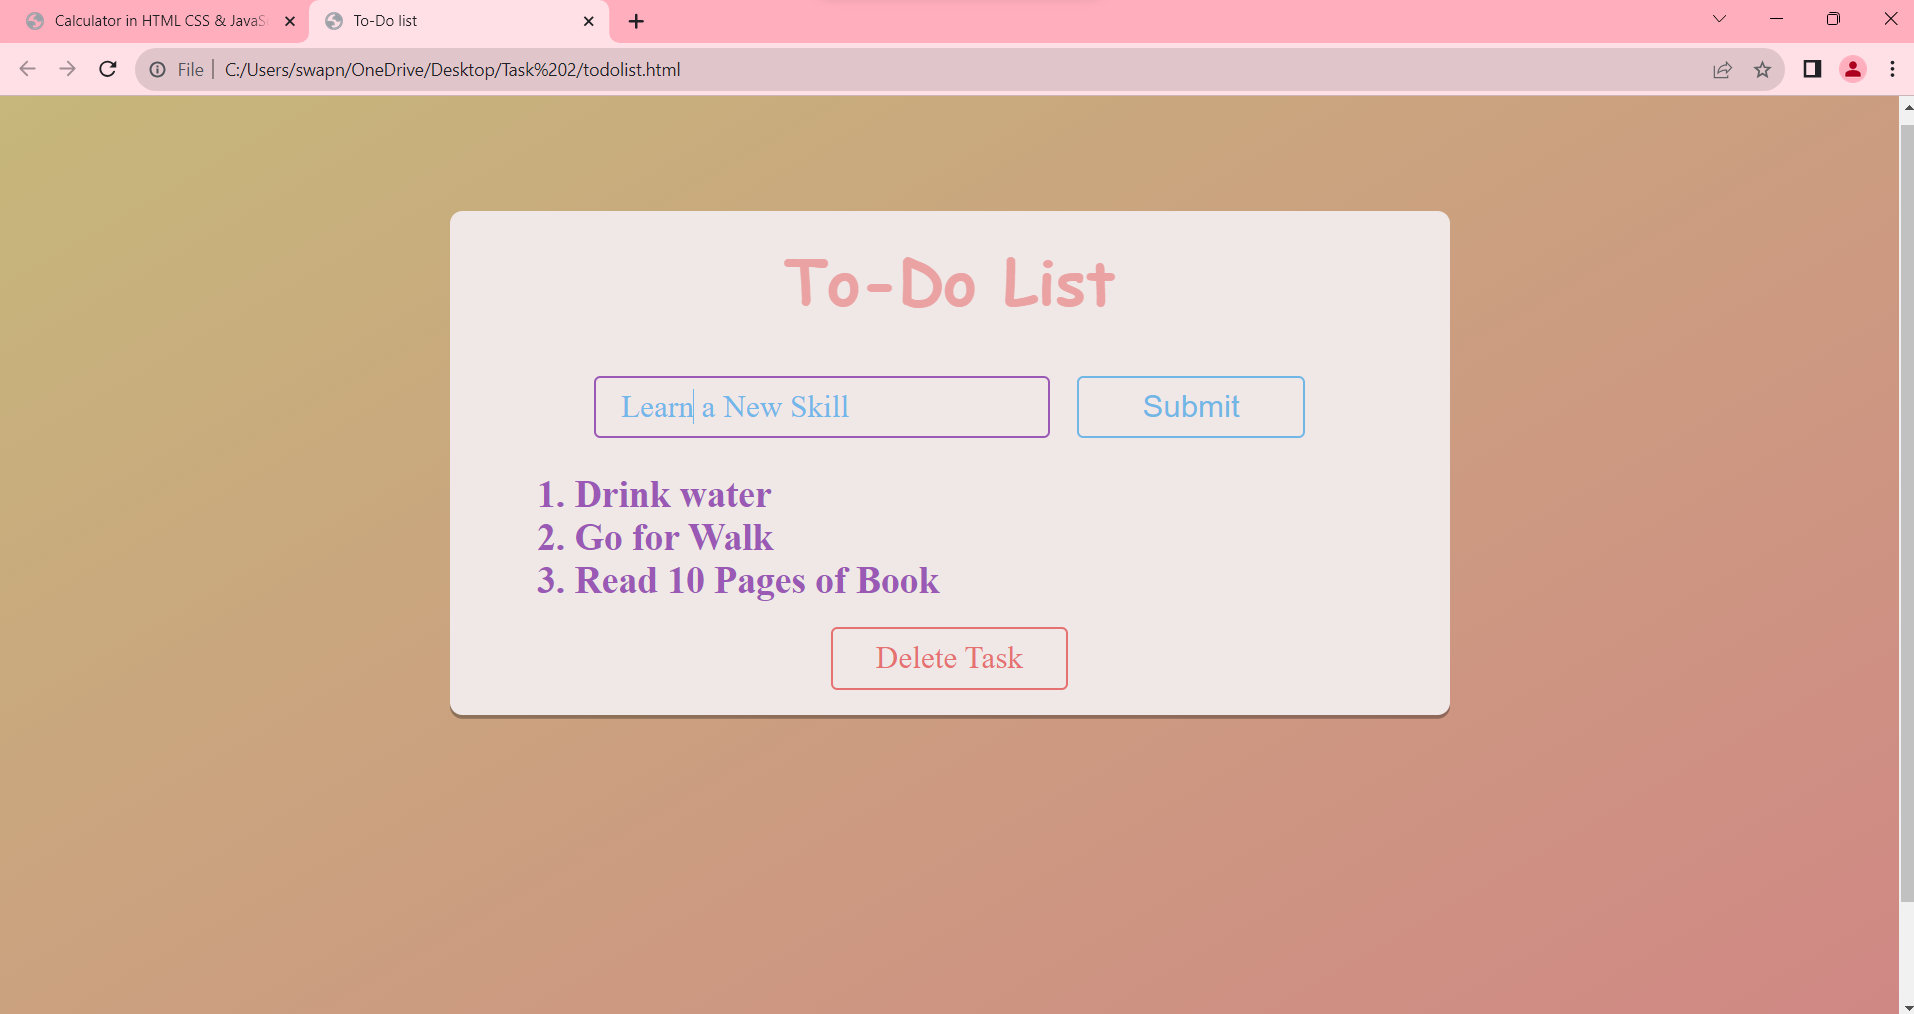 Calculator in HTML CSS & JavaS
To-Do list
File
C:/Users/swapn/OneDrive/Desktop/Task%202/todolist.html
To-Do List
Learn a New Skill
Submit
1. Drink water
2. Go for Walk
3. Read 10 Pages of Book
Delete Task